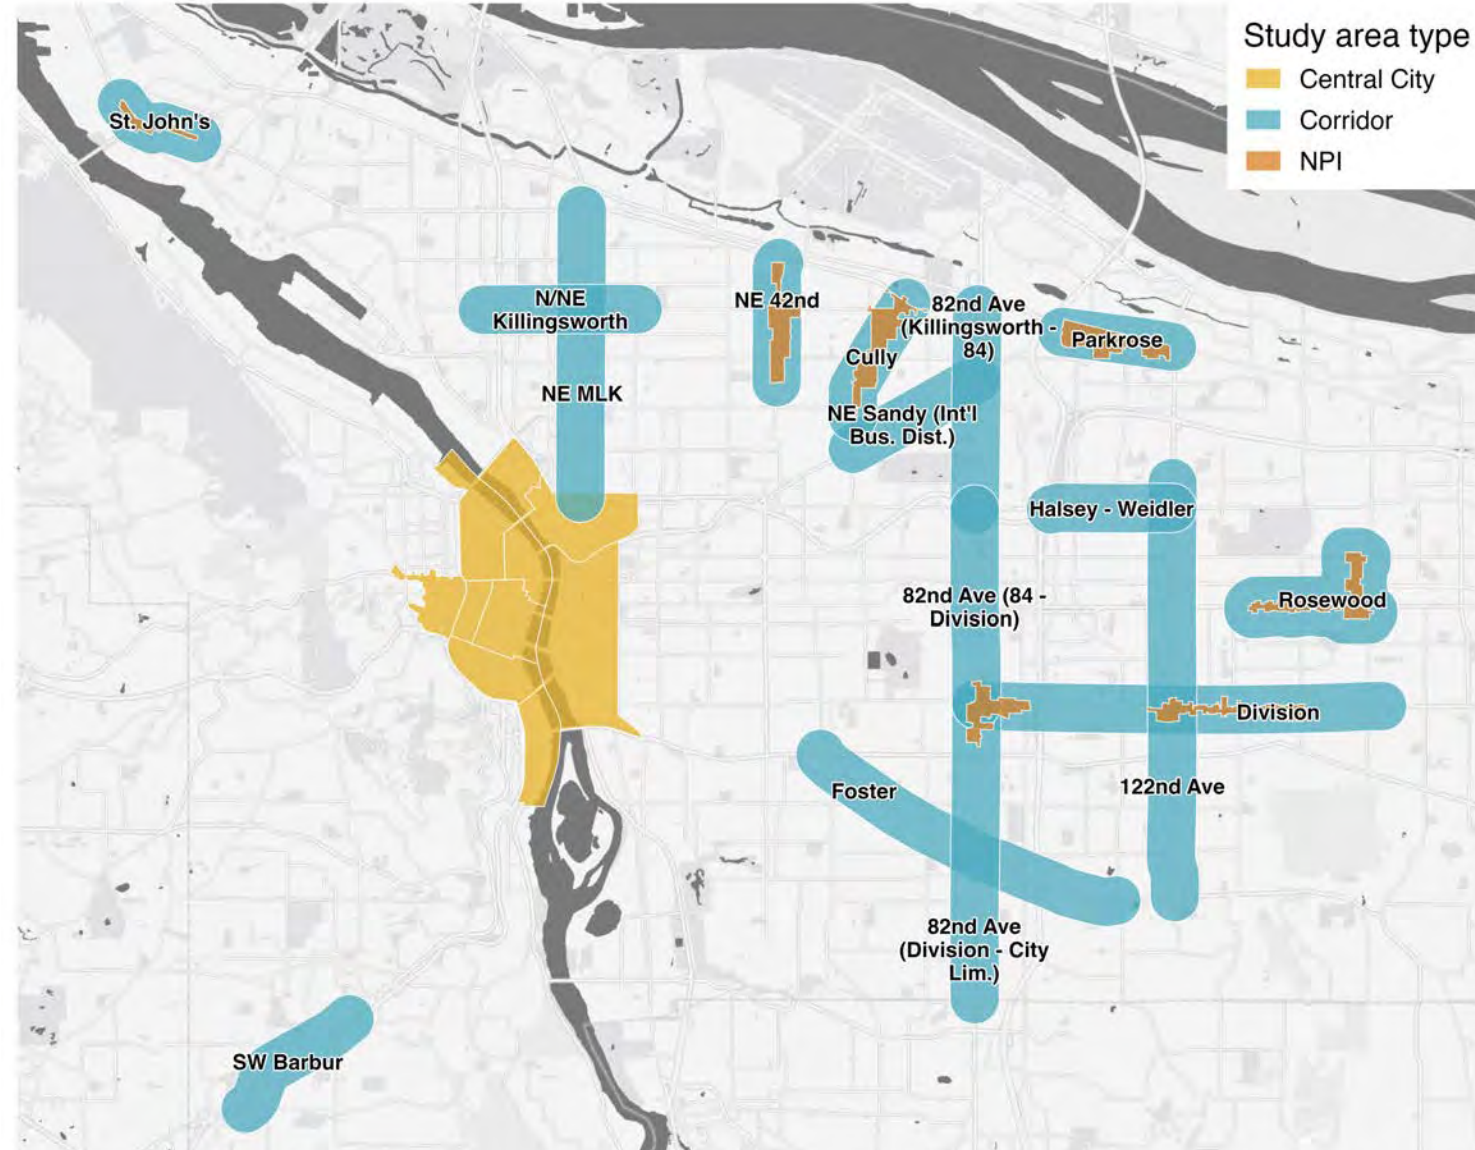 Study area type
Central City
Corridor
NPI
St. John's
N/NE
Killingsworth
NE MLK
NE 42nd
Cully
82nd Ave
(Killingsworth -
84)
Parkrose
NE Sandy (Int'l
Bus. Dist.)
Halsey - Weidler
82nd Ave (84 -
Division)
Rosewood
Division
Foster
122nd Ave
82nd Ave
(Division - City
Lim.)
SW Barbur